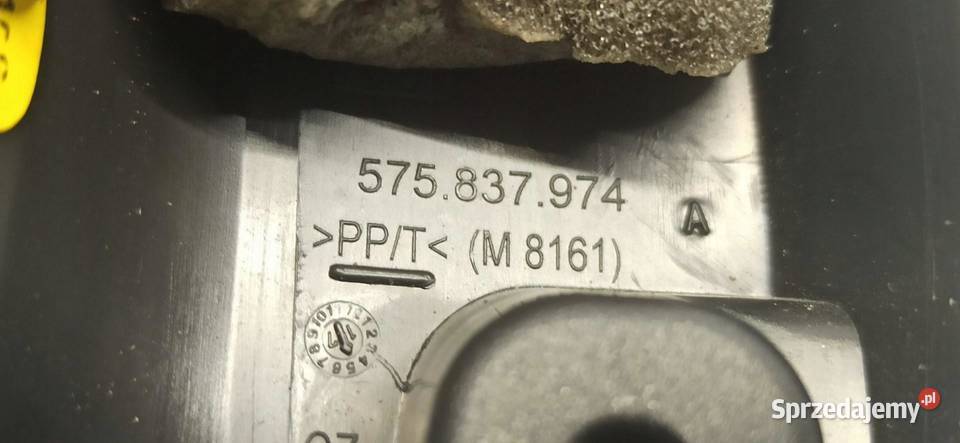 575.837.974
A
>PP/T< (M 8161)
Sprzedajemy.pl